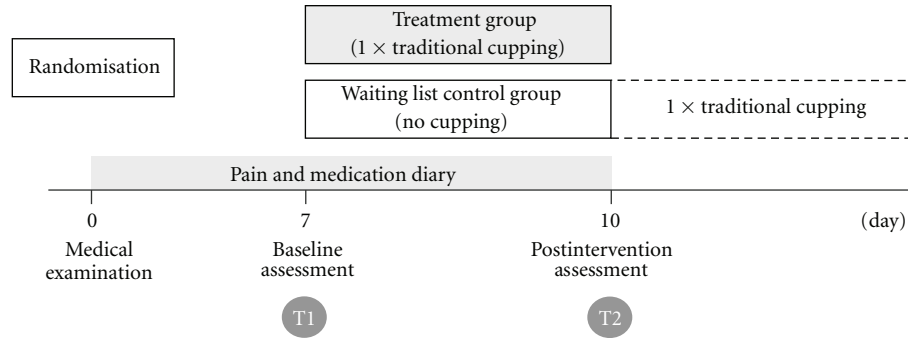 Treatment group
(1 × traditional cupping)
Randomisation
Waiting list control group
(no cupping)
1 × traditional cupping
Pain and medication diary
0
7
10
(day)
Medical
examination
Baseline
assessment
Postintervention
assessment
T1
T2